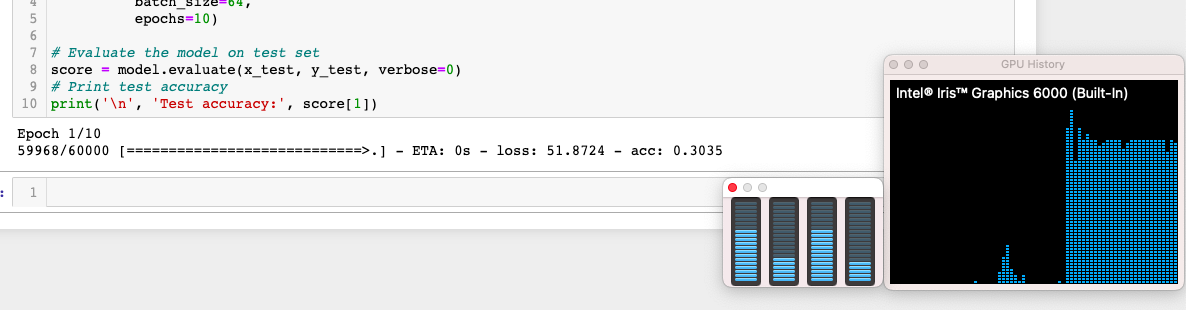 4 batch_size=64,
5 epochs=10)
6
7 # Evaluate the model on test set
8 score = model.evaluate(x_test, y_test, verbose=0)
9 # Print test accuracy
10 print('\n', 'Test accuracy:', score[1])
Epoch 1/10
59968/60000 [============================>.] - ETA: 0s - loss: 51.8724 - acc: 0.3035
: 1
GPU History
Intel® Iris™ Graphics 6000 (Built-In)